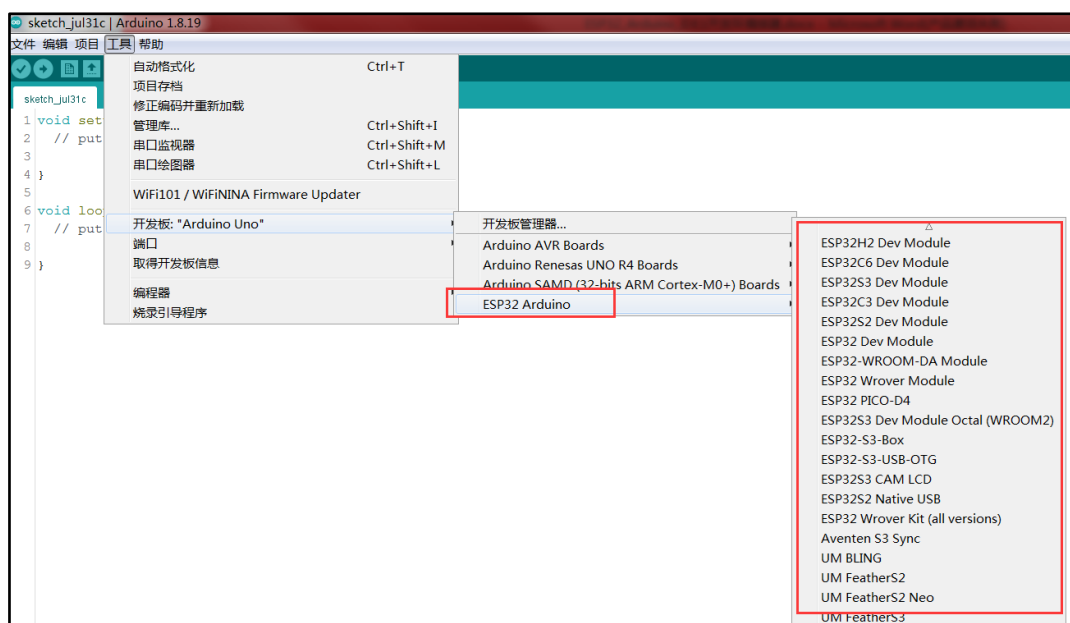 sketch_jul31c | Arduino 1.8.19
文件 编辑 项目 工具 帮助
自动格式化 Ctrl+T
项目存档
修正编码并重新加载
管理库... Ctrl+Shift+I
串口监视器 Ctrl+Shift+M
串口绘图器 Ctrl+Shift+L
WiFi101 / WiFiNINA Firmware Updater
开发板: "Arduino Uno"
端口
取得开发板信息
编程器
烧录引导程序
sketch_jul31c
1 void set
2 // put
3
4 }
5
6 void loo
7 // put
8
9 }
开发板管理器...
Arduino AVR Boards
Arduino Renesas UNO R4 Boards
Arduino SAMD (32-bits ARM Cortex-M0+) Boards
ESP32 Arduino
ESP32H2 Dev Module
ESP32C6 Dev Module
ESP32S3 Dev Module
ESP32C3 Dev Module
ESP32S2 Dev Module
ESP32 Dev Module
ESP32-WROOM-DA Module
ESP32 Wrover Module
ESP32 PICO-D4
ESP32S3 Dev Module Octal (WROOM2)
ESP32-S3-Box
ESP32-S3-USB-OTG
ESP32S3 CAM LCD
ESP32S2 Native USB
ESP32 Wrover Kit (all versions)
Aventen S3 Sync
UM BLING
UM FeatherS2
UM FeatherS2 Neo
UM FeatherS3